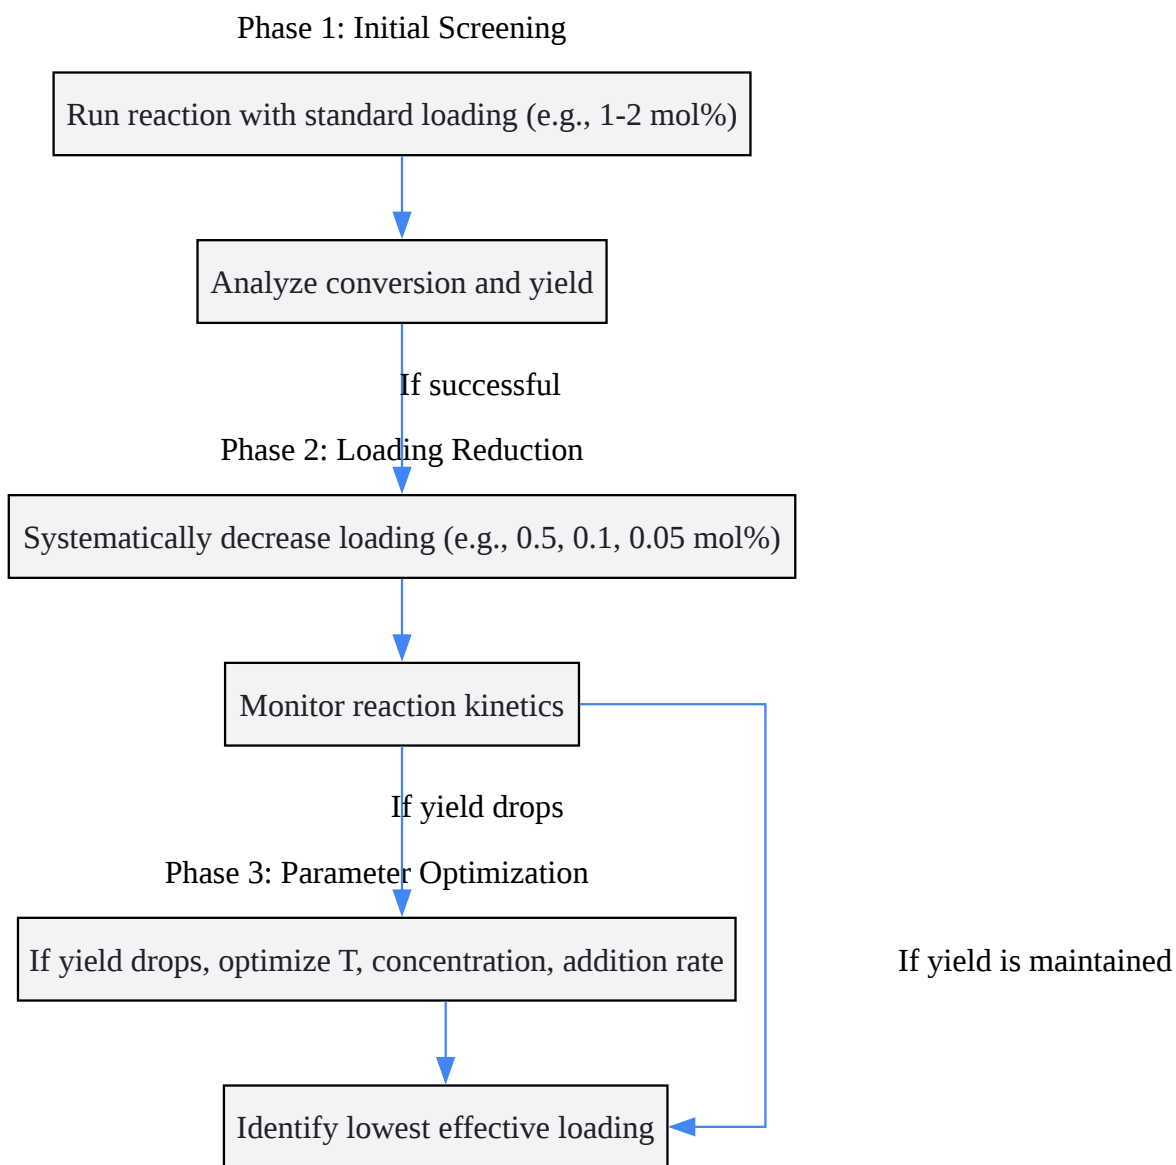 Phase 1: Initial Screening
Run reaction with standard loading (e.g., 1-2 mol%)
Analyze conversion and yield
If successful
Phase 2: Loading Reduction
Systematically decrease loading (e.g., 0.5, 0.1, 0.05 mol%)
Monitor reaction kinetics
If yield drops
Phase 3: Parameter Optimization
If yield drops, optimize T, concentration, addition rate
If yield is maintained
Identify lowest effective loading